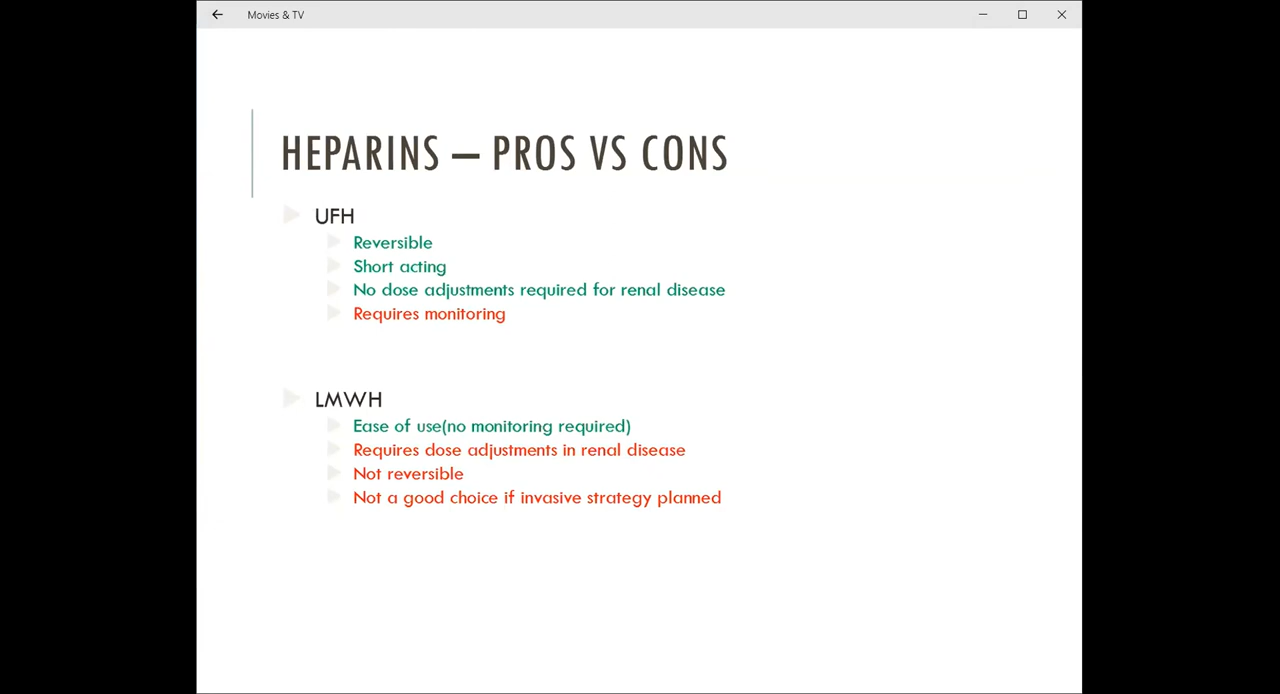 Movies & TV
HEPARINS – PROS VS CONS
UFH
Reversible
Short acting
No dose adjustments required for renal disease
Requires monitoring
LMWH
Ease of use(no monitoring required)
Requires dose adjustments in renal disease
Not reversible
Not a good choice if invasive strategy planned